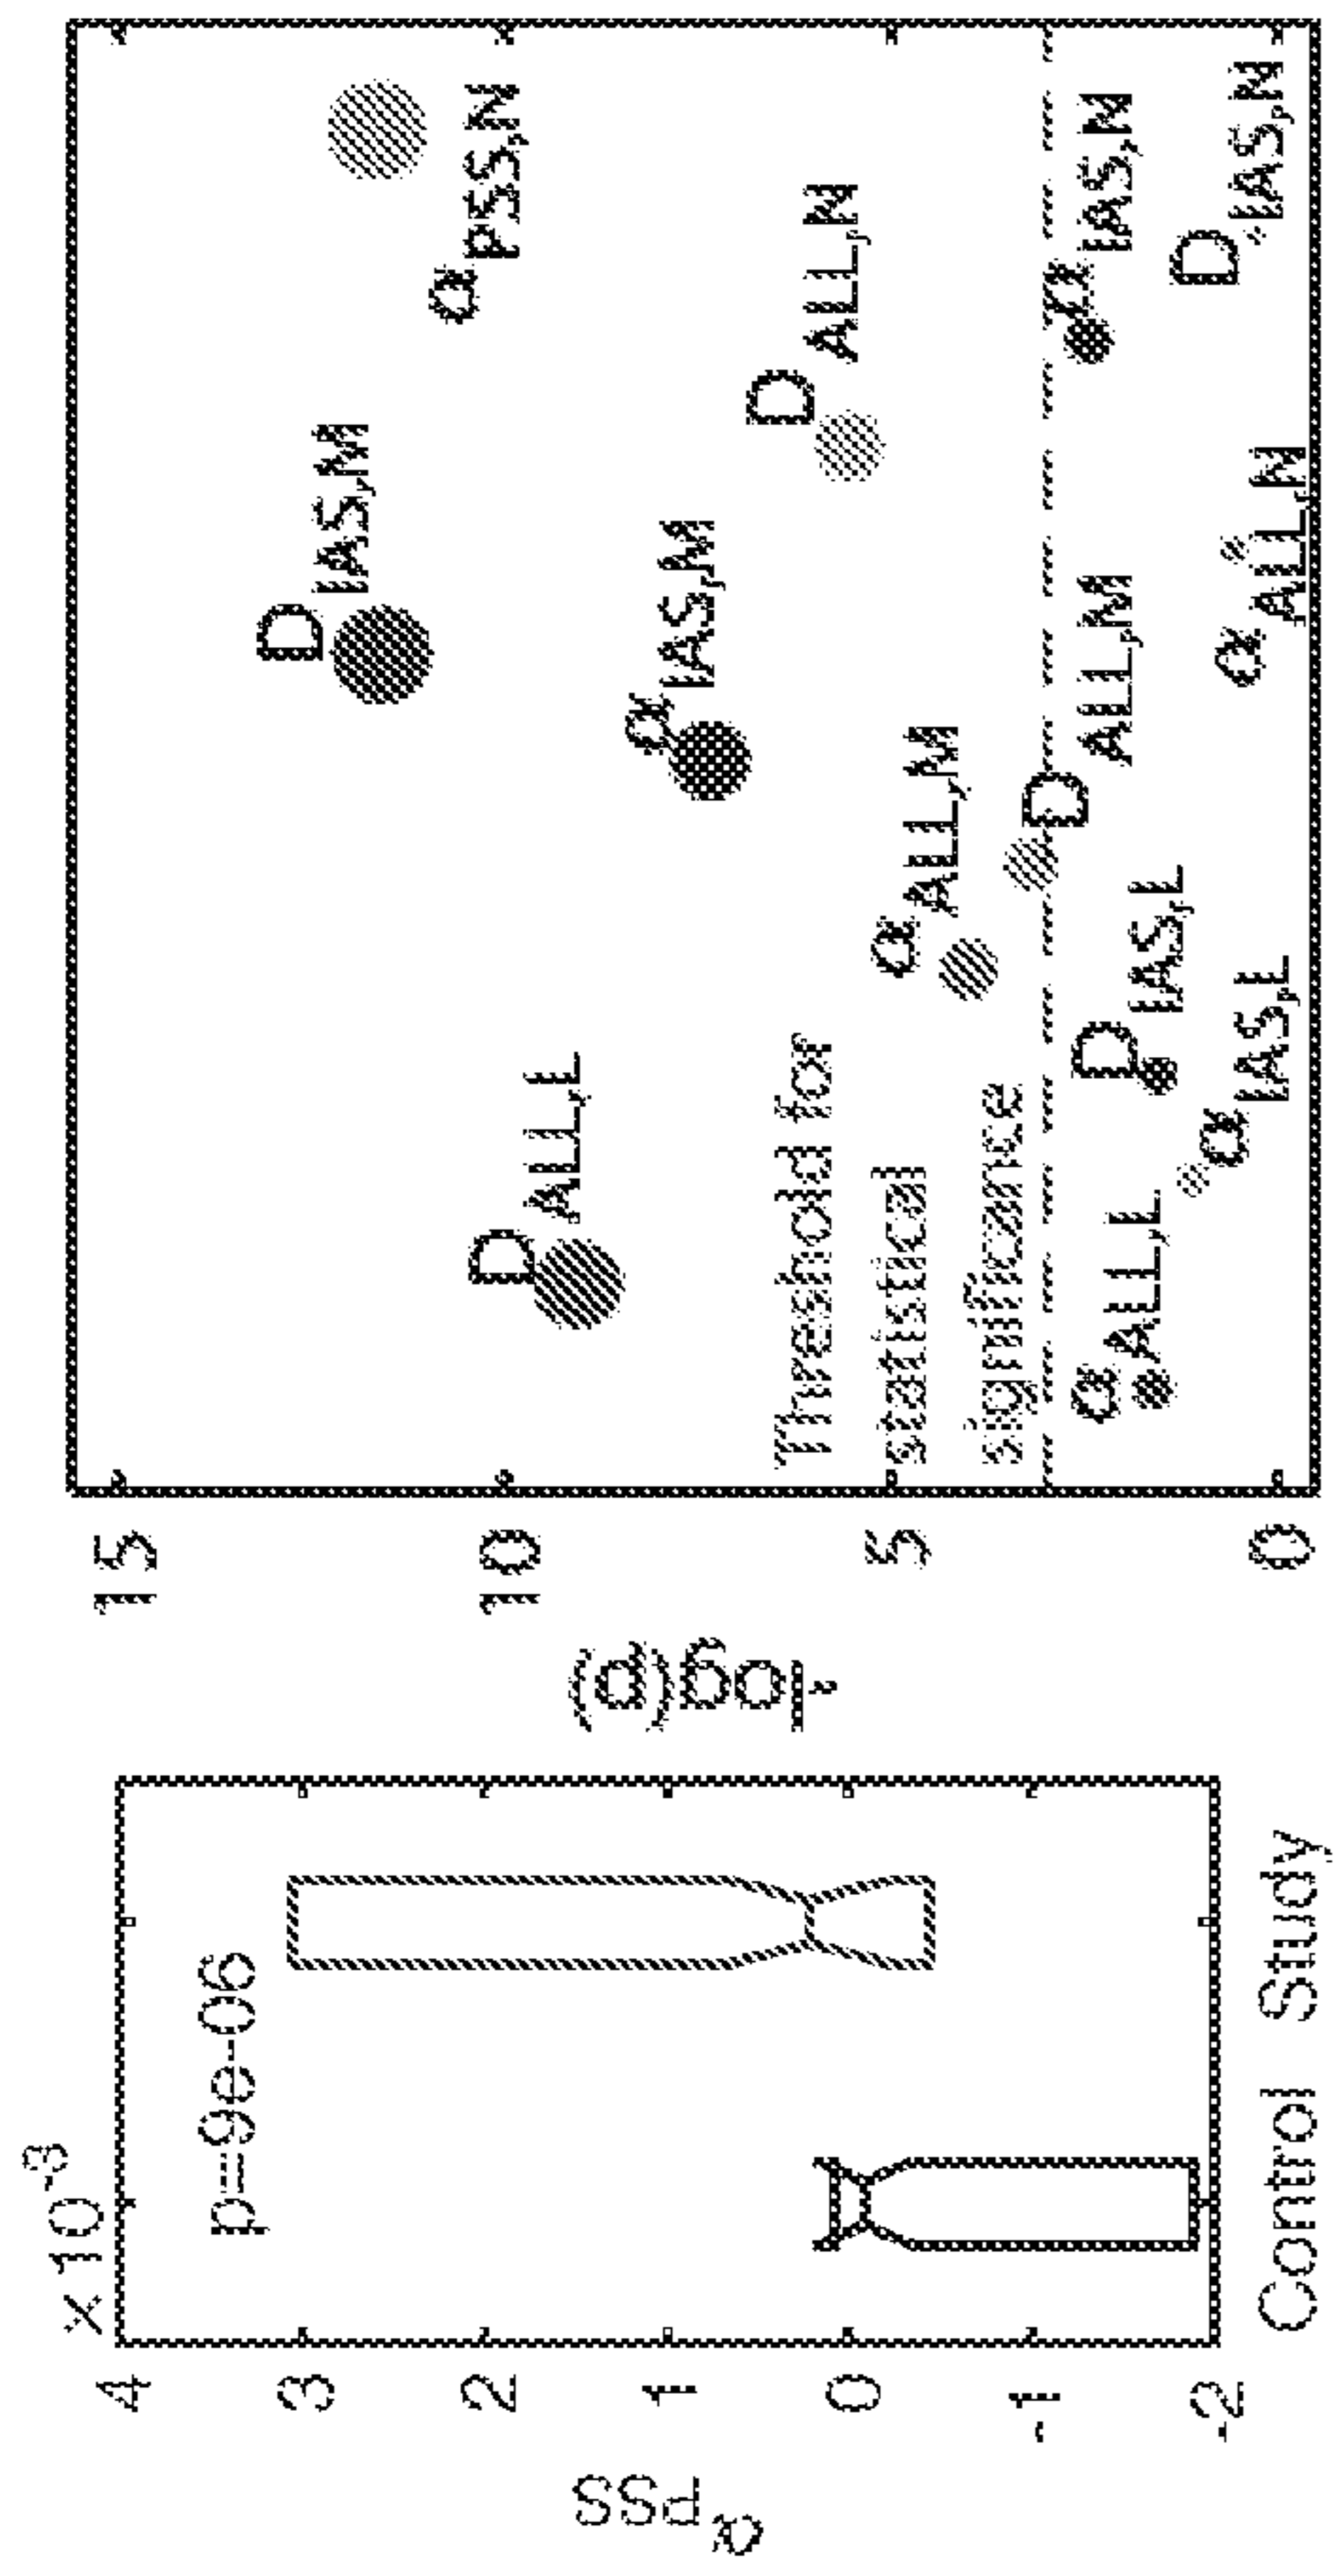 × 10⁻³
4
3
2
1
0
-1
-2
α PSS
p=9e-06
Control Study
15
10
5
0
-log(p)
D ALL,L
D IAS,M
α PSS,N
α IAS,M
D ALL,N
Threshold for
statistical
significance
α ALL,M
D ALL,M
α IAS,N
α ALL,L
D IAS,L
α IAS,L
α ALL,N
D IAS,N